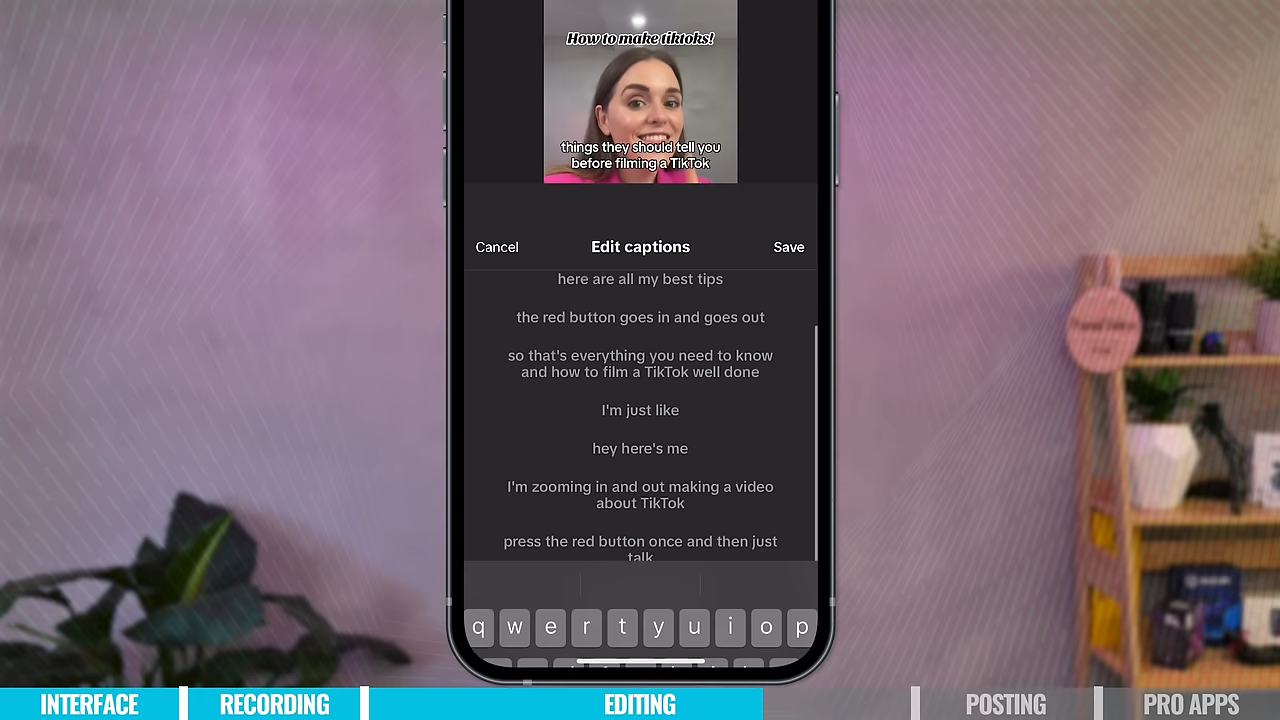 How to make tiktoks!
things they should tell you
before filming a TikTok
Cancel
Edit captions
Save
here are all my best tips
the red button goes in and goes out
so that's everything you need to know
and how to film a TikTok well done
I'm just like
hey here's me
I'm zooming in and out making a video
about TikTok
press the red button once and then just
talk
q w e r t y u i o p
INTERFACE
RECORDING
EDITING
POSTING
PRO APPS